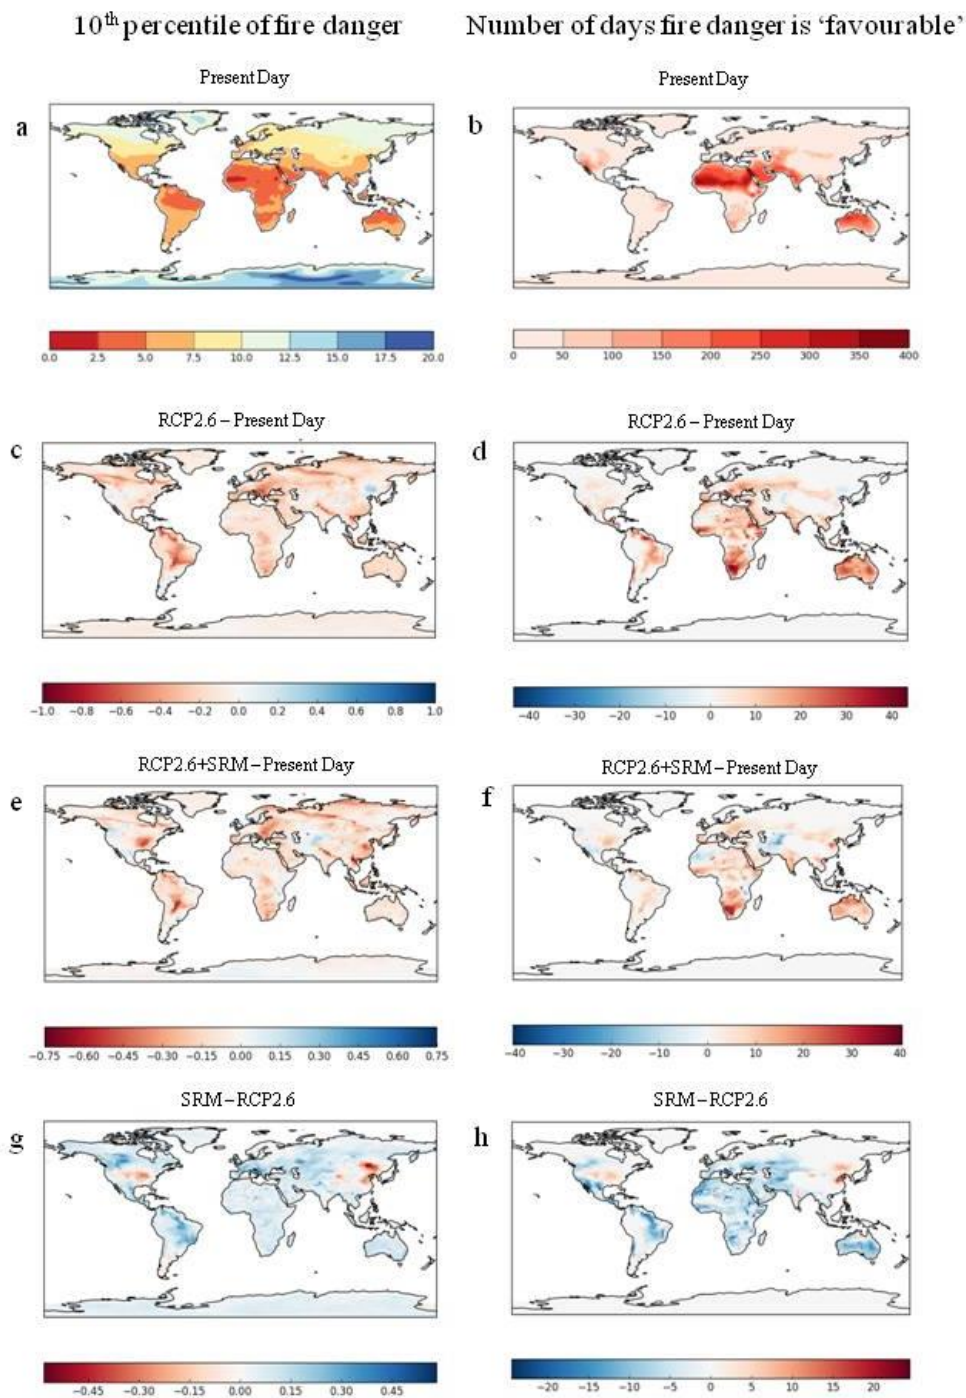 10th percentile of fire danger
Number of days fire danger is ‘favourable’
Present Day
Present Day
a
b
0.0 2.5 5.0 7.5 10.0 12.5 15.0 17.5 20.0
0 50 100 150 200 250 300 350 400
RCP2.6 – Present Day
RCP2.6 – Present Day
c
d
−1.0 −0.8 −0.6 −0.4 −0.2 0.0 0.2 0.4 0.6 0.8 1.0
−40 −30 −20 −10 0 10 20 30 40
RCP2.6+SRM – Present Day
RCP2.6+SRM – Present Day
e
f
−0.75 −0.60 −0.45 −0.30 −0.15 0.00 0.15 0.30 0.45 0.60 0.75
−40 −30 −20 −10 0 10 20 30 40
SRM – RCP2.6
SRM – RCP2.6
g
h
−0.45 −0.30 −0.15 0.00 0.15 0.30 0.45
−20 −15 −10 −5 0 5 10 15 20